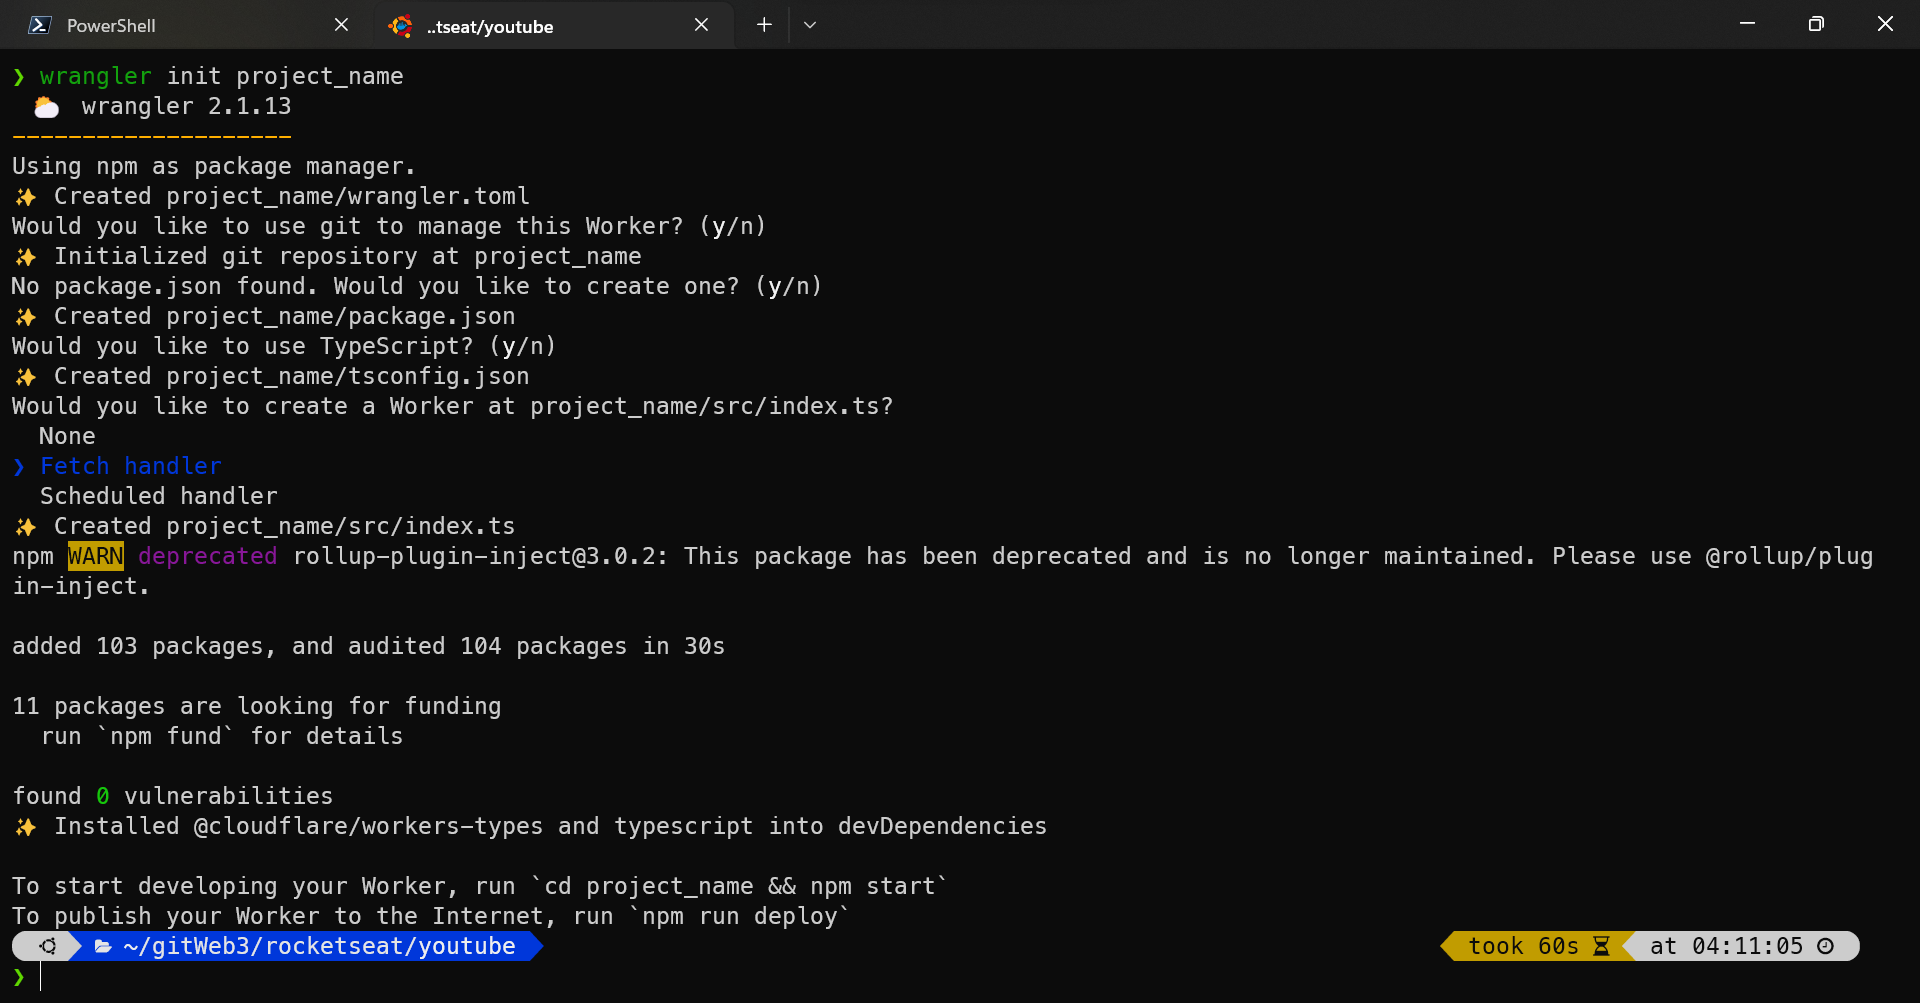 PowerShell
..tseat/youtube
❯ wrangler init project_name
⛅ wrangler 2.1.13
--------------------
Using npm as package manager.
✨ Created project_name/wrangler.toml
Would you like to use git to manage this Worker? (y/n)
✨ Initialized git repository at project_name
No package.json found. Would you like to create one? (y/n)
✨ Created project_name/package.json
Would you like to use TypeScript? (y/n)
✨ Created project_name/tsconfig.json
Would you like to create a Worker at project_name/src/index.ts?
None
❯ Fetch handler
Scheduled handler
✨ Created project_name/src/index.ts
npm WARN deprecated rollup-plugin-inject@3.0.2: This package has been deprecated and is no longer maintained. Please use @rollup/plug
in-inject.
added 103 packages, and audited 104 packages in 30s
11 packages are looking for funding
run `npm fund` for details
found 0 vulnerabilities
✨ Installed @cloudflare/workers-types and typescript into devDependencies
To start developing your Worker, run `cd project_name && npm start`
To publish your Worker to the Internet, run `npm run deploy`
~/gitWeb3/rocketseat/youtube took 60s at 04:11:05
❯